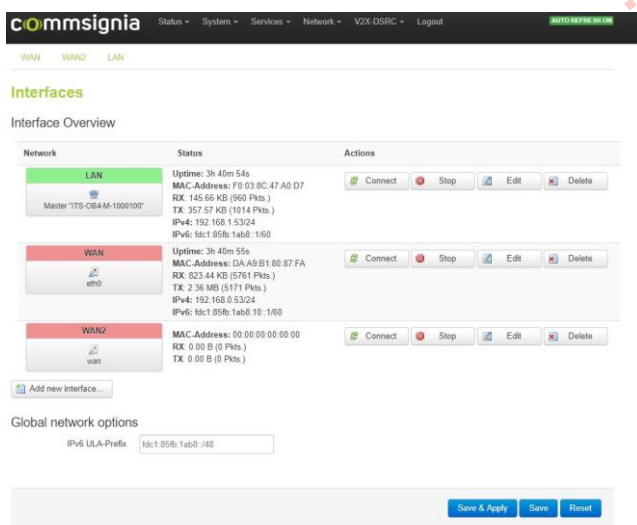 commsignia Status System Services Network V2X-DSRC Logout AUTO REFRESH ON
WAN WAN2 LAN
Interfaces
Interface Overview
Network Status Actions
LAN
Master "ITS-OB4-M-1000100"
Uptime: 3h 40m 54s
MAC-Address: F0:03:8C:47:A0:D7
RX: 145.66 KB (960 Pkts.)
TX: 357.57 KB (1014 Pkts.)
IPv4: 192.168.1.53/24
IPv6: fdc1:85fb:1ab8::1/60
Connect Stop Edit Delete
WAN
eth0
Uptime: 3h 40m 55s
MAC-Address: DA:A9:B1:80:87:FA
RX: 823.44 KB (5761 Pkts.)
TX: 2.36 MB (5171 Pkts.)
IPv4: 192.168.0.53/24
IPv6: fdc1:85fb:1ab8:10::1/60
Connect Stop Edit Delete
WAN2
wan
MAC-Address: 00:00:00:00:00:00
RX: 0.00 B (0 Pkts.)
TX: 0.00 B (0 Pkts.)
Connect Stop Edit Delete
Add new interface...
Global network options
IPv6 ULA-Prefix fdc1:85fb:1ab8::/48
Save & Apply Save Reset